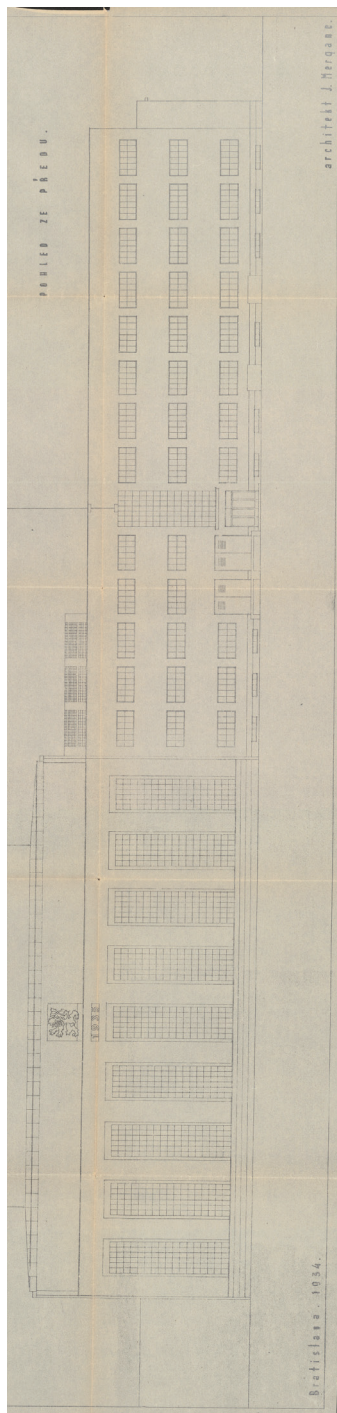 POHLED ZE PŘEDU.
Bratislava. 1934.
architekt J.Merganc.